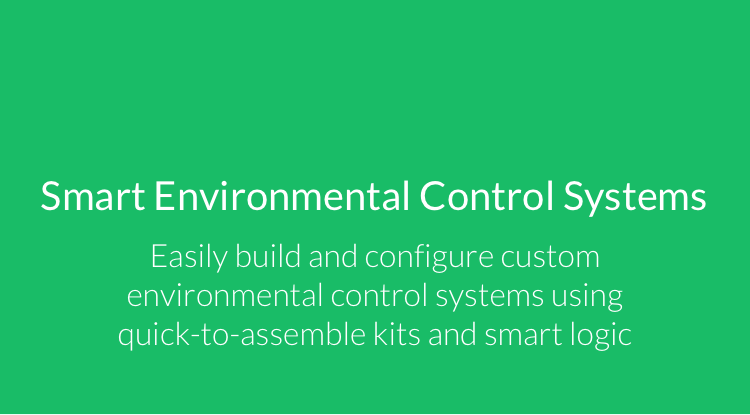 Smart Environmental Control Systems
Easily build and configure custom
environmental control systems using
quick-to-assemble kits and smart logic